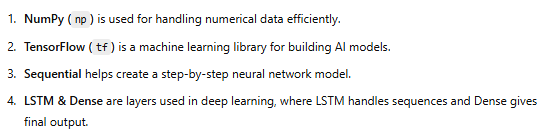 1. NumPy ( np ) is used for handling numerical data efficiently.
2. TensorFlow ( tf ) is a machine learning library for building AI models.
3. Sequential helps create a step-by-step neural network model.
4. LSTM & Dense are layers used in deep learning, where LSTM handles sequences and Dense gives
final output.